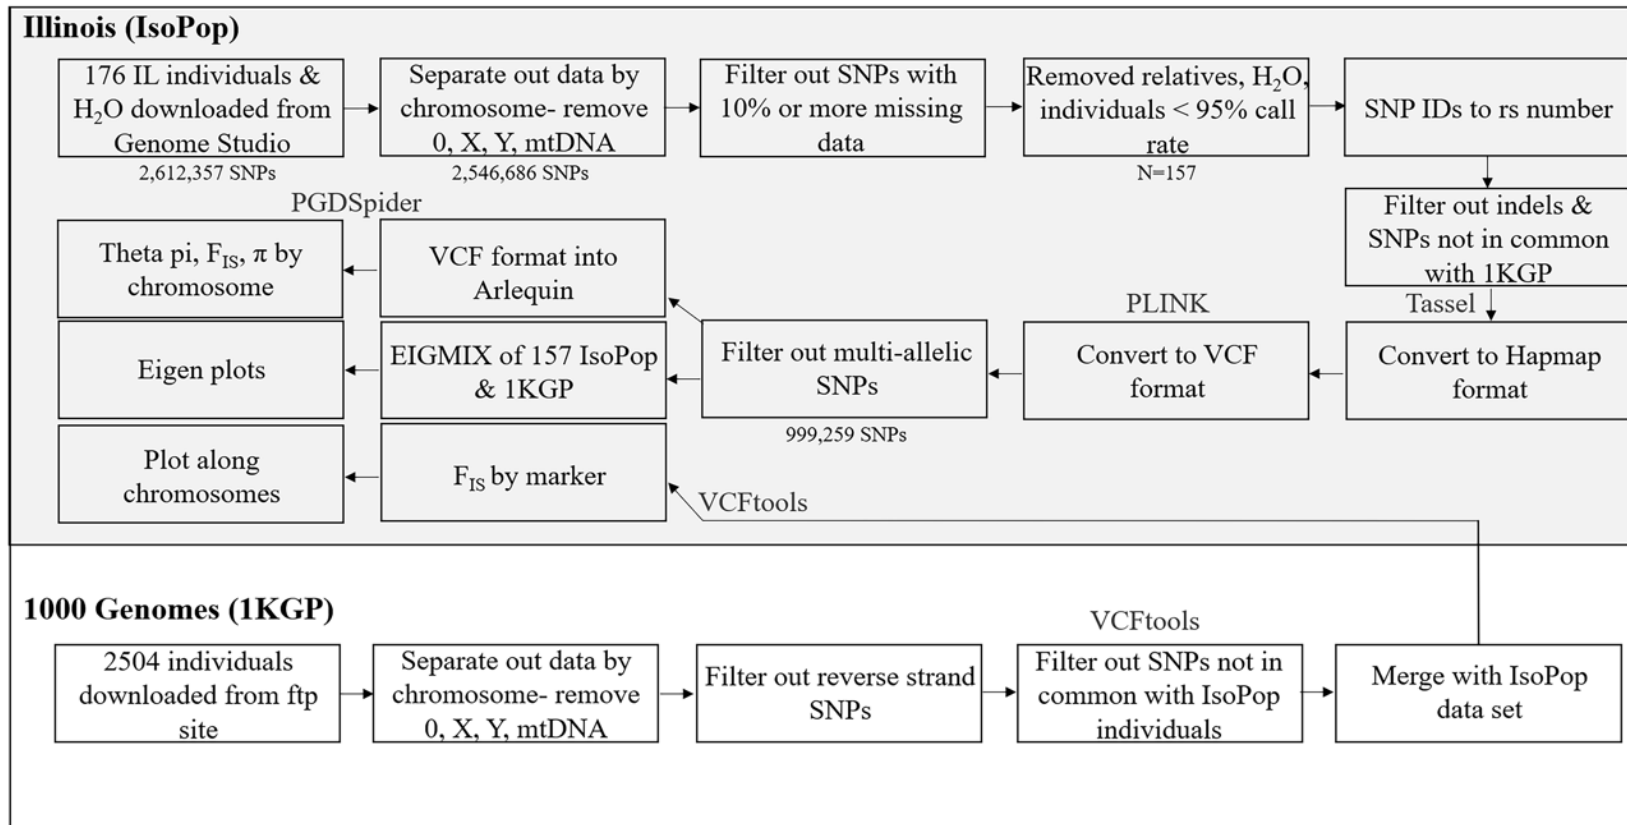 Illinois (IsoPop)
176 IL individuals &
H₂O downloaded from
Genome Studio
2,612,357 SNPs
Separate out data by
chromosome- remove
0, X, Y, mtDNA
2,546,686 SNPs
Filter out SNPs with
10% or more missing
data
Removed relatives, H₂O,
individuals < 95% call
rate
N=157
SNP IDs to rs number
Filter out indels &
SNPs not in common
with 1KGP
Tassel
Convert to Hapmap
format
PLINK
Convert to VCF
format
Filter out multi-allelic
SNPs
999,259 SNPs
PGDSpider
VCF format into
Arlequin
Theta pi, F_IS, π by
chromosome
EIGMIX of 157 IsoPop
& 1KGP
Eigen plots
F_IS by marker
Plot along
chromosomes
VCFtools
1000 Genomes (1KGP)
2504 individuals
downloaded from ftp
site
Separate out data by
chromosome- remove
0, X, Y, mtDNA
Filter out reverse strand
SNPs
VCFtools
Filter out SNPs not in
common with IsoPop
individuals
Merge with IsoPop
data set